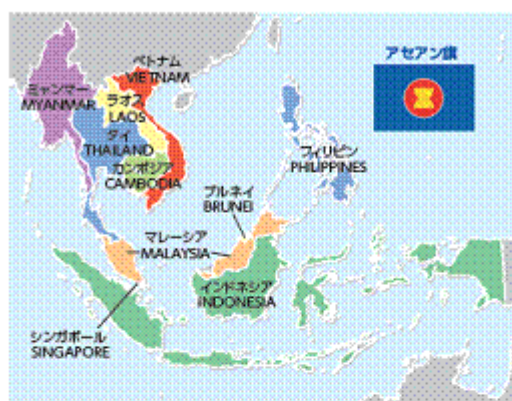 アセアン旗
ベトナム
VIETNAM
ミャンマー
MYANMAR
ラオス
LAOS
タイ
THAILAND
カンボジア
CAMBODIA
フィリピン
PHILIPPINES
ブルネイ
BRUNEI
マレーシア
MALAYSIA
インドネシア
INDONESIA
シンガポール
SINGAPORE